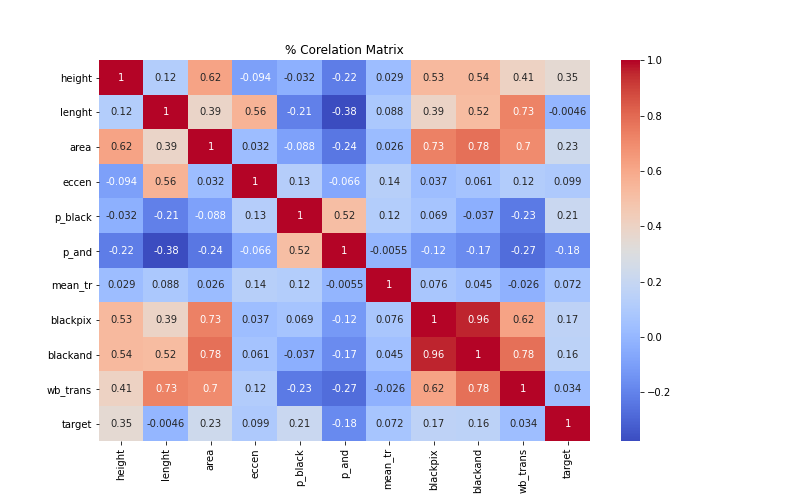 % Corelation Matrix
height 1 0.12 0.62 -0.094 -0.032 -0.22 0.029 0.53 0.54 0.41 0.35
lenght 0.12 1 0.39 0.56 -0.21 -0.38 0.088 0.39 0.52 0.73 -0.0046
area 0.62 0.39 1 0.032 -0.088 -0.24 0.026 0.73 0.78 0.7 0.23
eccen -0.094 0.56 0.032 1 0.13 -0.066 0.14 0.037 0.061 0.12 0.099
p_black -0.032 -0.21 -0.088 0.13 1 0.52 0.12 0.069 -0.037 -0.23 0.21
p_and -0.22 -0.38 -0.24 -0.066 0.52 1 -0.0055 -0.12 -0.17 -0.27 -0.18
mean_tr 0.029 0.088 0.026 0.14 0.12 -0.0055 1 0.076 0.045 -0.026 0.072
blackpix 0.53 0.39 0.73 0.037 0.069 -0.12 0.076 1 0.96 0.62 0.17
blackand 0.54 0.52 0.78 0.061 -0.037 -0.17 0.045 0.96 1 0.78 0.16
wb_trans 0.41 0.73 0.7 0.12 -0.23 -0.27 -0.026 0.62 0.78 1 0.034
target 0.35 -0.0046 0.23 0.099 0.21 -0.18 0.072 0.17 0.16 0.034 1
height lenght area eccen p_black p_and mean_tr blackpix blackand wb_trans target
1.0
0.8
0.6
0.4
0.2
0.0
−0.2